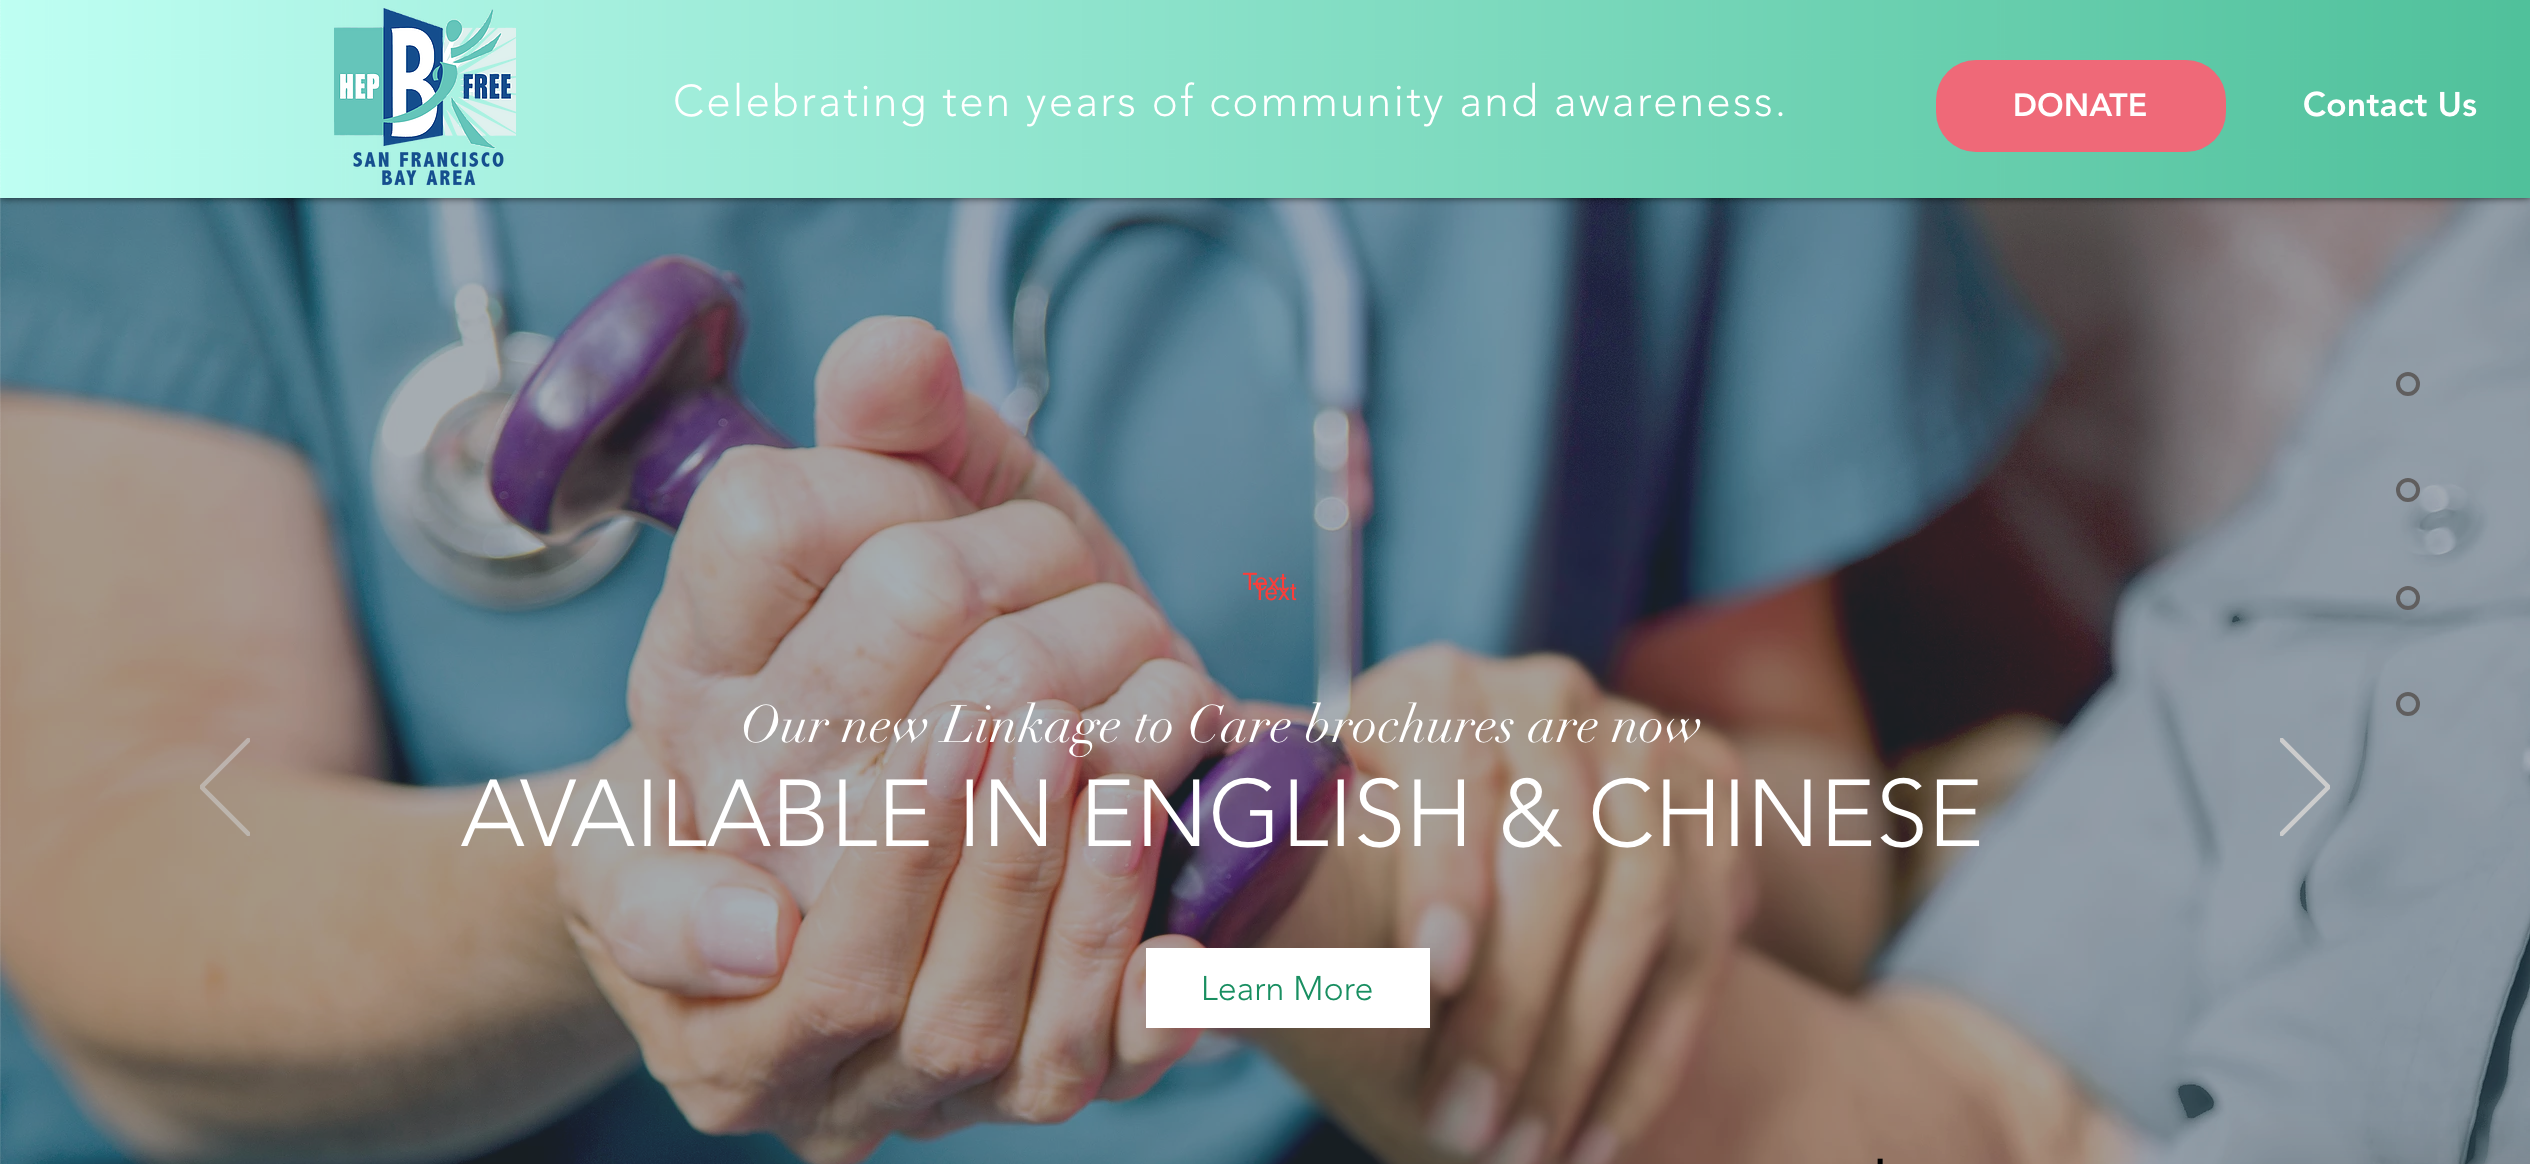 HEP B FREE
SAN FRANCISCO
BAY AREA
Celebrating ten years of community and awareness.
DONATE
Contact Us
Text
Text
Our new Linkage to Care brochures are now
AVAILABLE IN ENGLISH & CHINESE
Learn More